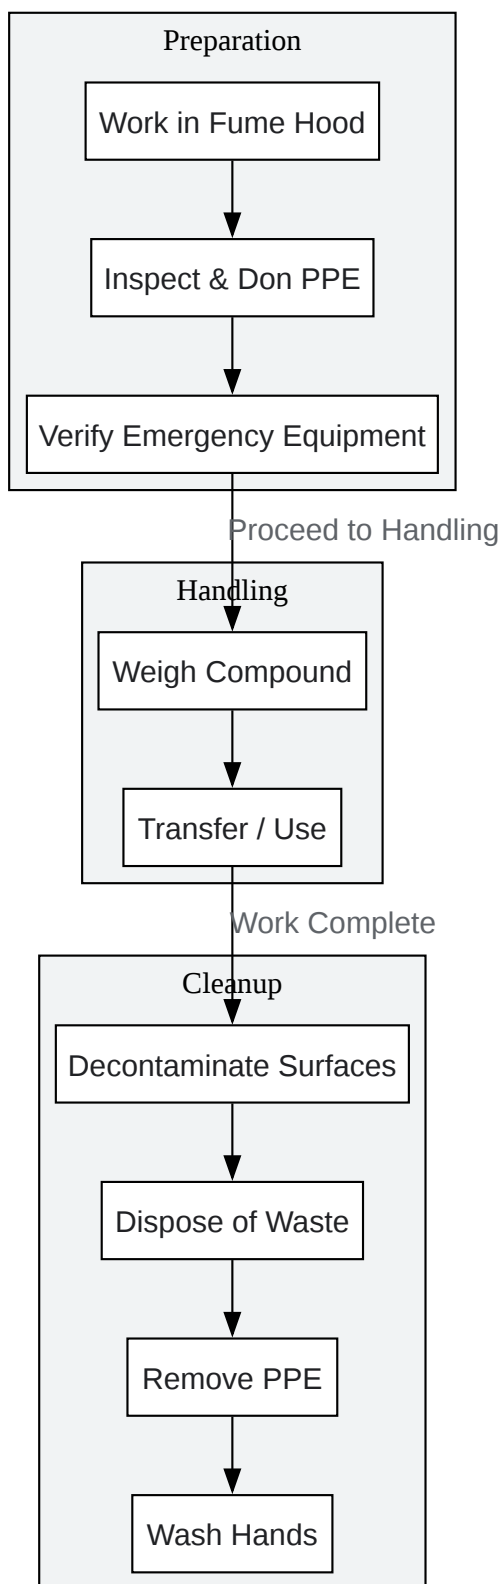 Preparation
Work in Fume Hood
Inspect & Don PPE
Verify Emergency Equipment
Proceed to Handling
Handling
Weigh Compound
Transfer / Use
Work Complete
Cleanup
Decontaminate Surfaces
Dispose of Waste
Remove PPE
Wash Hands